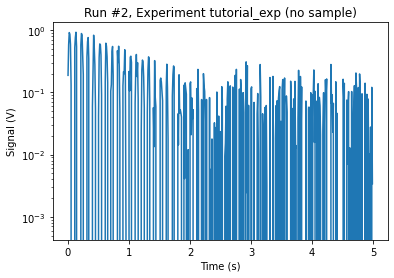 Run #2, Experiment tutorial_exp (no sample)
Signal (V)
10⁰
10⁻¹
10⁻²
10⁻³
0 1 2 3 4 5
Time (s)